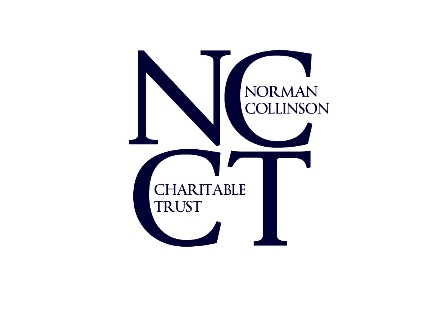 NC
NORMAN
COLLINSON
CT
CHARITABLE
TRUST